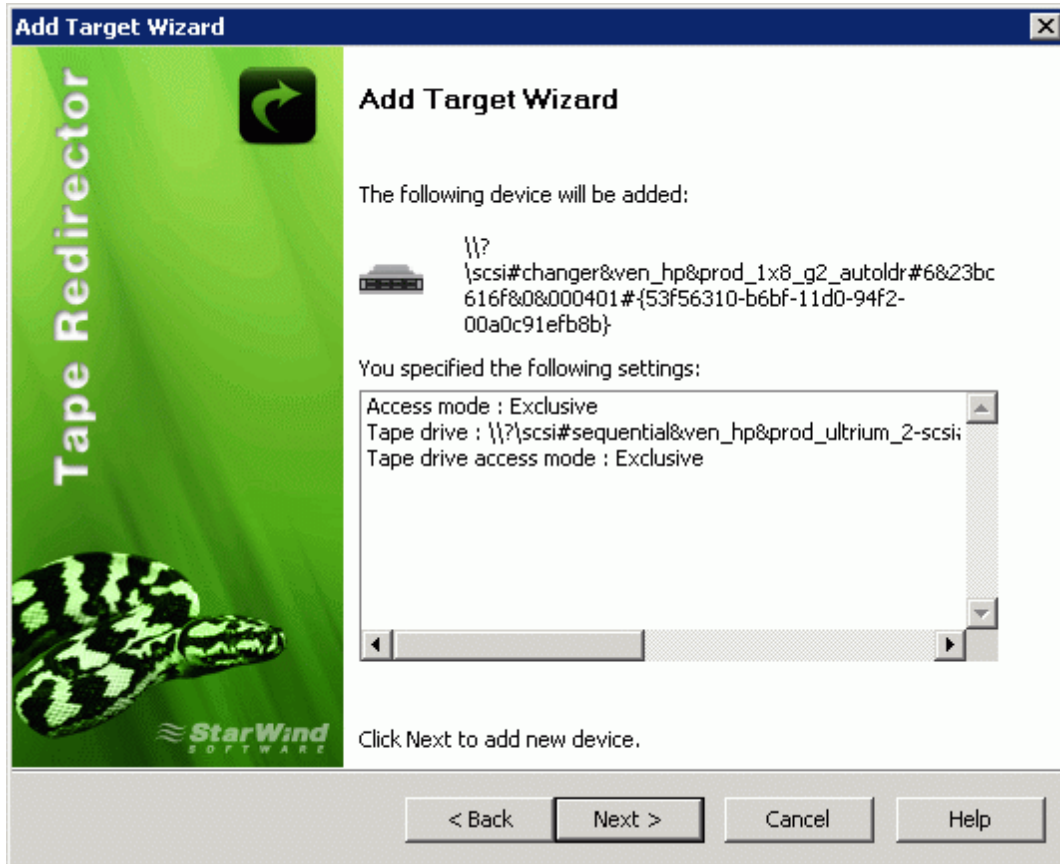 Add Target Wizard
Tape Redirector
Add Target Wizard
The following device will be added:
\\?
\scsi#changer&ven_hp&prod_1x8_g2_autoldr#6&23bc
616f&0&000401#{53f56310-b6bf-11d0-94f2-
00a0c91efb8b}
You specified the following settings:
Access mode : Exclusive
Tape drive : \\?\scsi#sequential&ven_hp&prod_ultrium_2-scsi
Tape drive access mode : Exclusive
StarWind
SOFTWARE
Click Next to add new device.
< Back
Next >
Cancel
Help